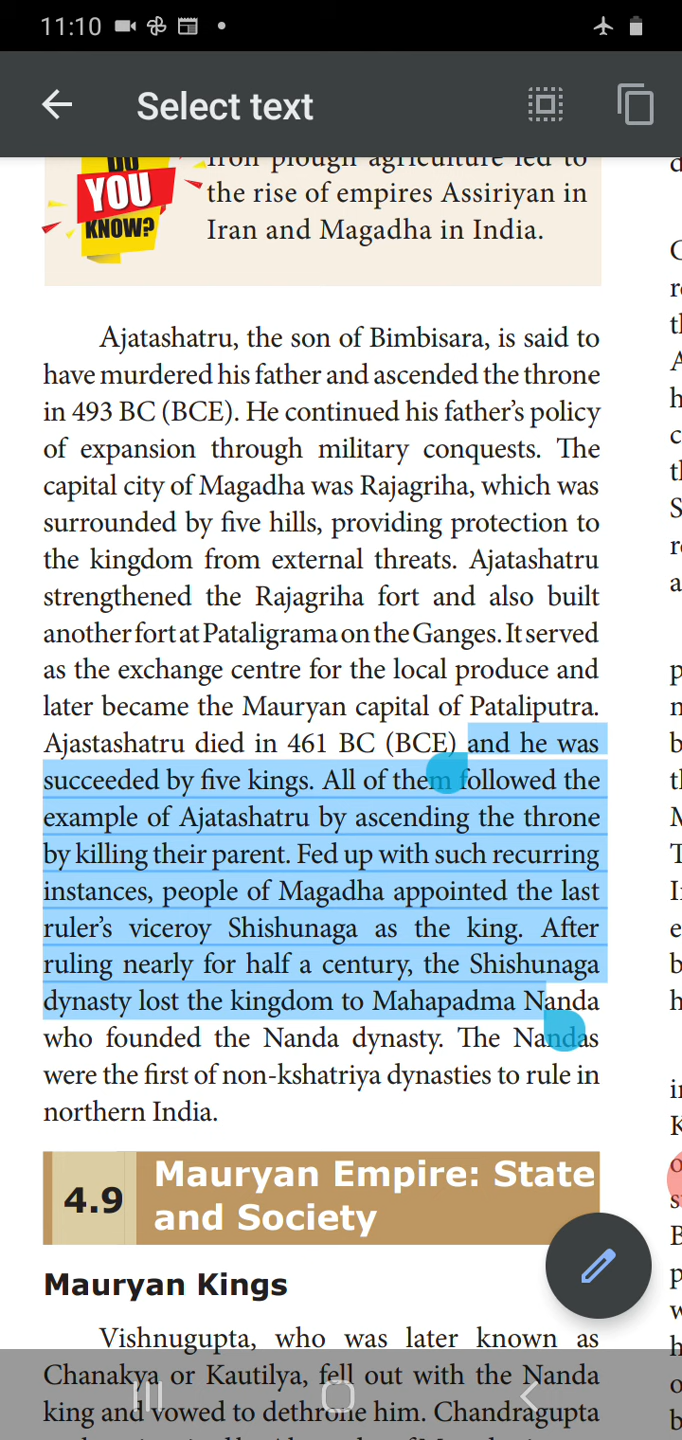 11:10
Select text
DO
YOU
KNOW?
Iron plough agriculture led to
the rise of empires Assiriyan in
Iran and Magadha in India.
Ajatashatru, the son of Bimbisara, is said to
have murdered his father and ascended the throne
in 493 BC (BCE). He continued his father’s policy
of expansion through military conquests. The
capital city of Magadha was Rajagriha, which was
surrounded by five hills, providing protection to
the kingdom from external threats. Ajatashatru
strengthened the Rajagriha fort and also built
another fort at Pataligrama on the Ganges. It served
as the exchange centre for the local produce and
later became the Mauryan capital of Pataliputra.
Ajastashatru died in 461 BC (BCE) and he was
succeeded by five kings. All of them followed the
example of Ajatashatru by ascending the throne
by killing their parent. Fed up with such recurring
instances, people of Magadha appointed the last
ruler’s viceroy Shishunaga as the king. After
ruling nearly for half a century, the Shishunaga
dynasty lost the kingdom to Mahapadma Nanda
who founded the Nanda dynasty. The Nandas
were the first of non-kshatriya dynasties to rule in
northern India.
4.9
Mauryan Empire: State
and Society
Mauryan Kings
Vishnugupta, who was later known as
Chanakya or Kautilya, fell out with the Nanda
king and vowed to dethrone him. Chandragupta